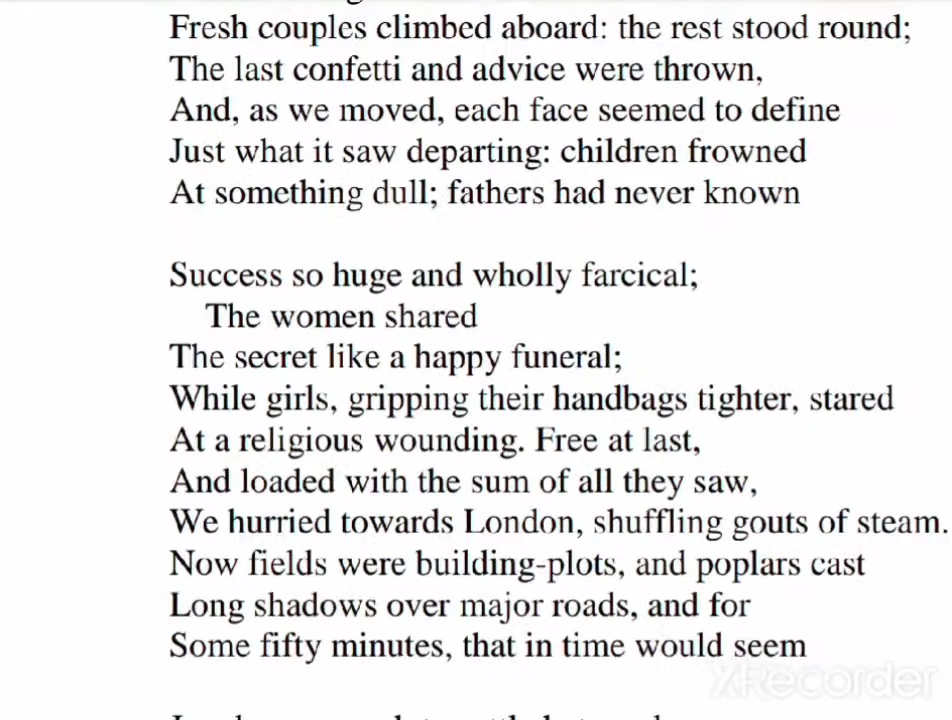 Fresh couples climbed aboard: the rest stood round;
The last confetti and advice were thrown,
And, as we moved, each face seemed to define
Just what it saw departing: children frowned
At something dull; fathers had never known
Success so huge and wholly farcical;
The women shared
The secret like a happy funeral;
While girls, gripping their handbags tighter, stared
At a religious wounding. Free at last,
And loaded with the sum of all they saw,
We hurried towards London, shuffling gouts of steam.
Now fields were building-plots, and poplars cast
Long shadows over major roads, and for
Some fifty minutes, that in time would seem
XRecorder